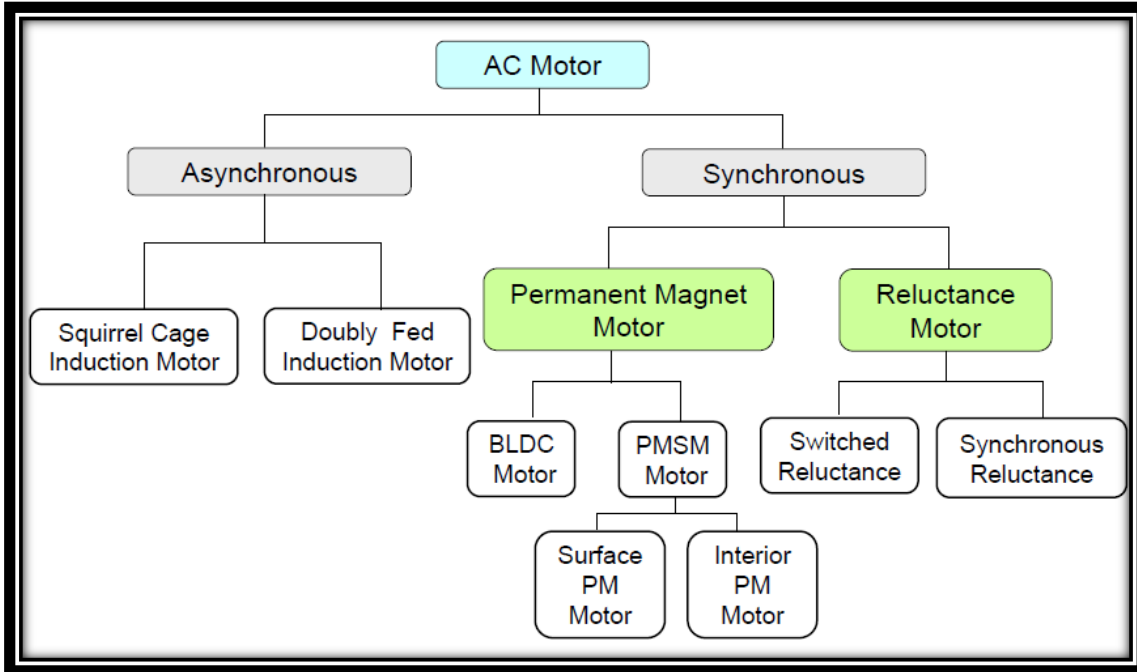 AC Motor
Asynchronous
Synchronous
Permanent Magnet
Motor
Reluctance
Motor
Squirrel Cage
Induction Motor
Doubly Fed
Induction Motor
BLDC
Motor
PMSM
Motor
Switched
Reluctance
Synchronous
Reluctance
Surface
PM
Motor
Interior
PM
Motor